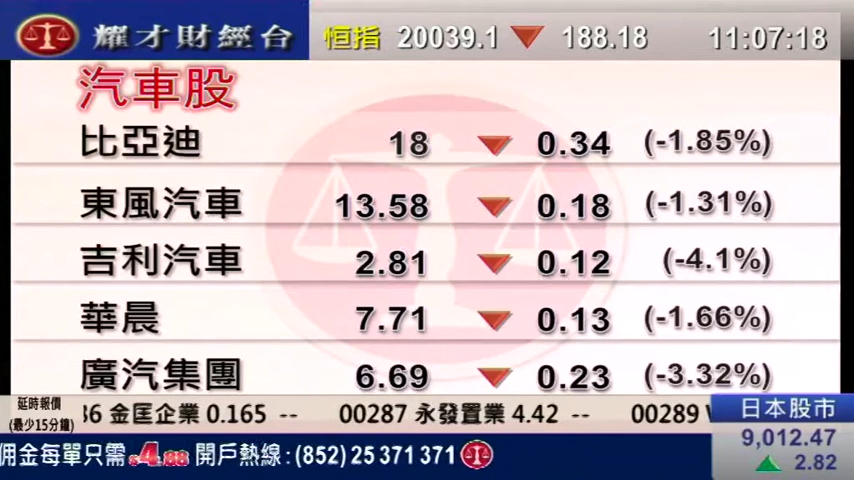 耀才財經台 恒指 20039.1 ▼ 188.18 11:07:18
汽車股
比亞迪 18 ▼ 0.34 (-1.85%)
東風汽車 13.58 ▼ 0.18 (-1.31%)
吉利汽車 2.81 ▼ 0.12 (-4.1%)
華晨 7.71 ▼ 0.13 (-1.66%)
廣汽集團 6.69 ▼ 0.23 (-3.32%)
延時報價
(最少15分鐘)
36 金匡企業 0.165 -- 00287 永發置業 4.42 -- 00289
日本股市
9,012.47
▲ 2.82
佣金每單只需 $4.88 開戶熱線:(852) 25 371 371